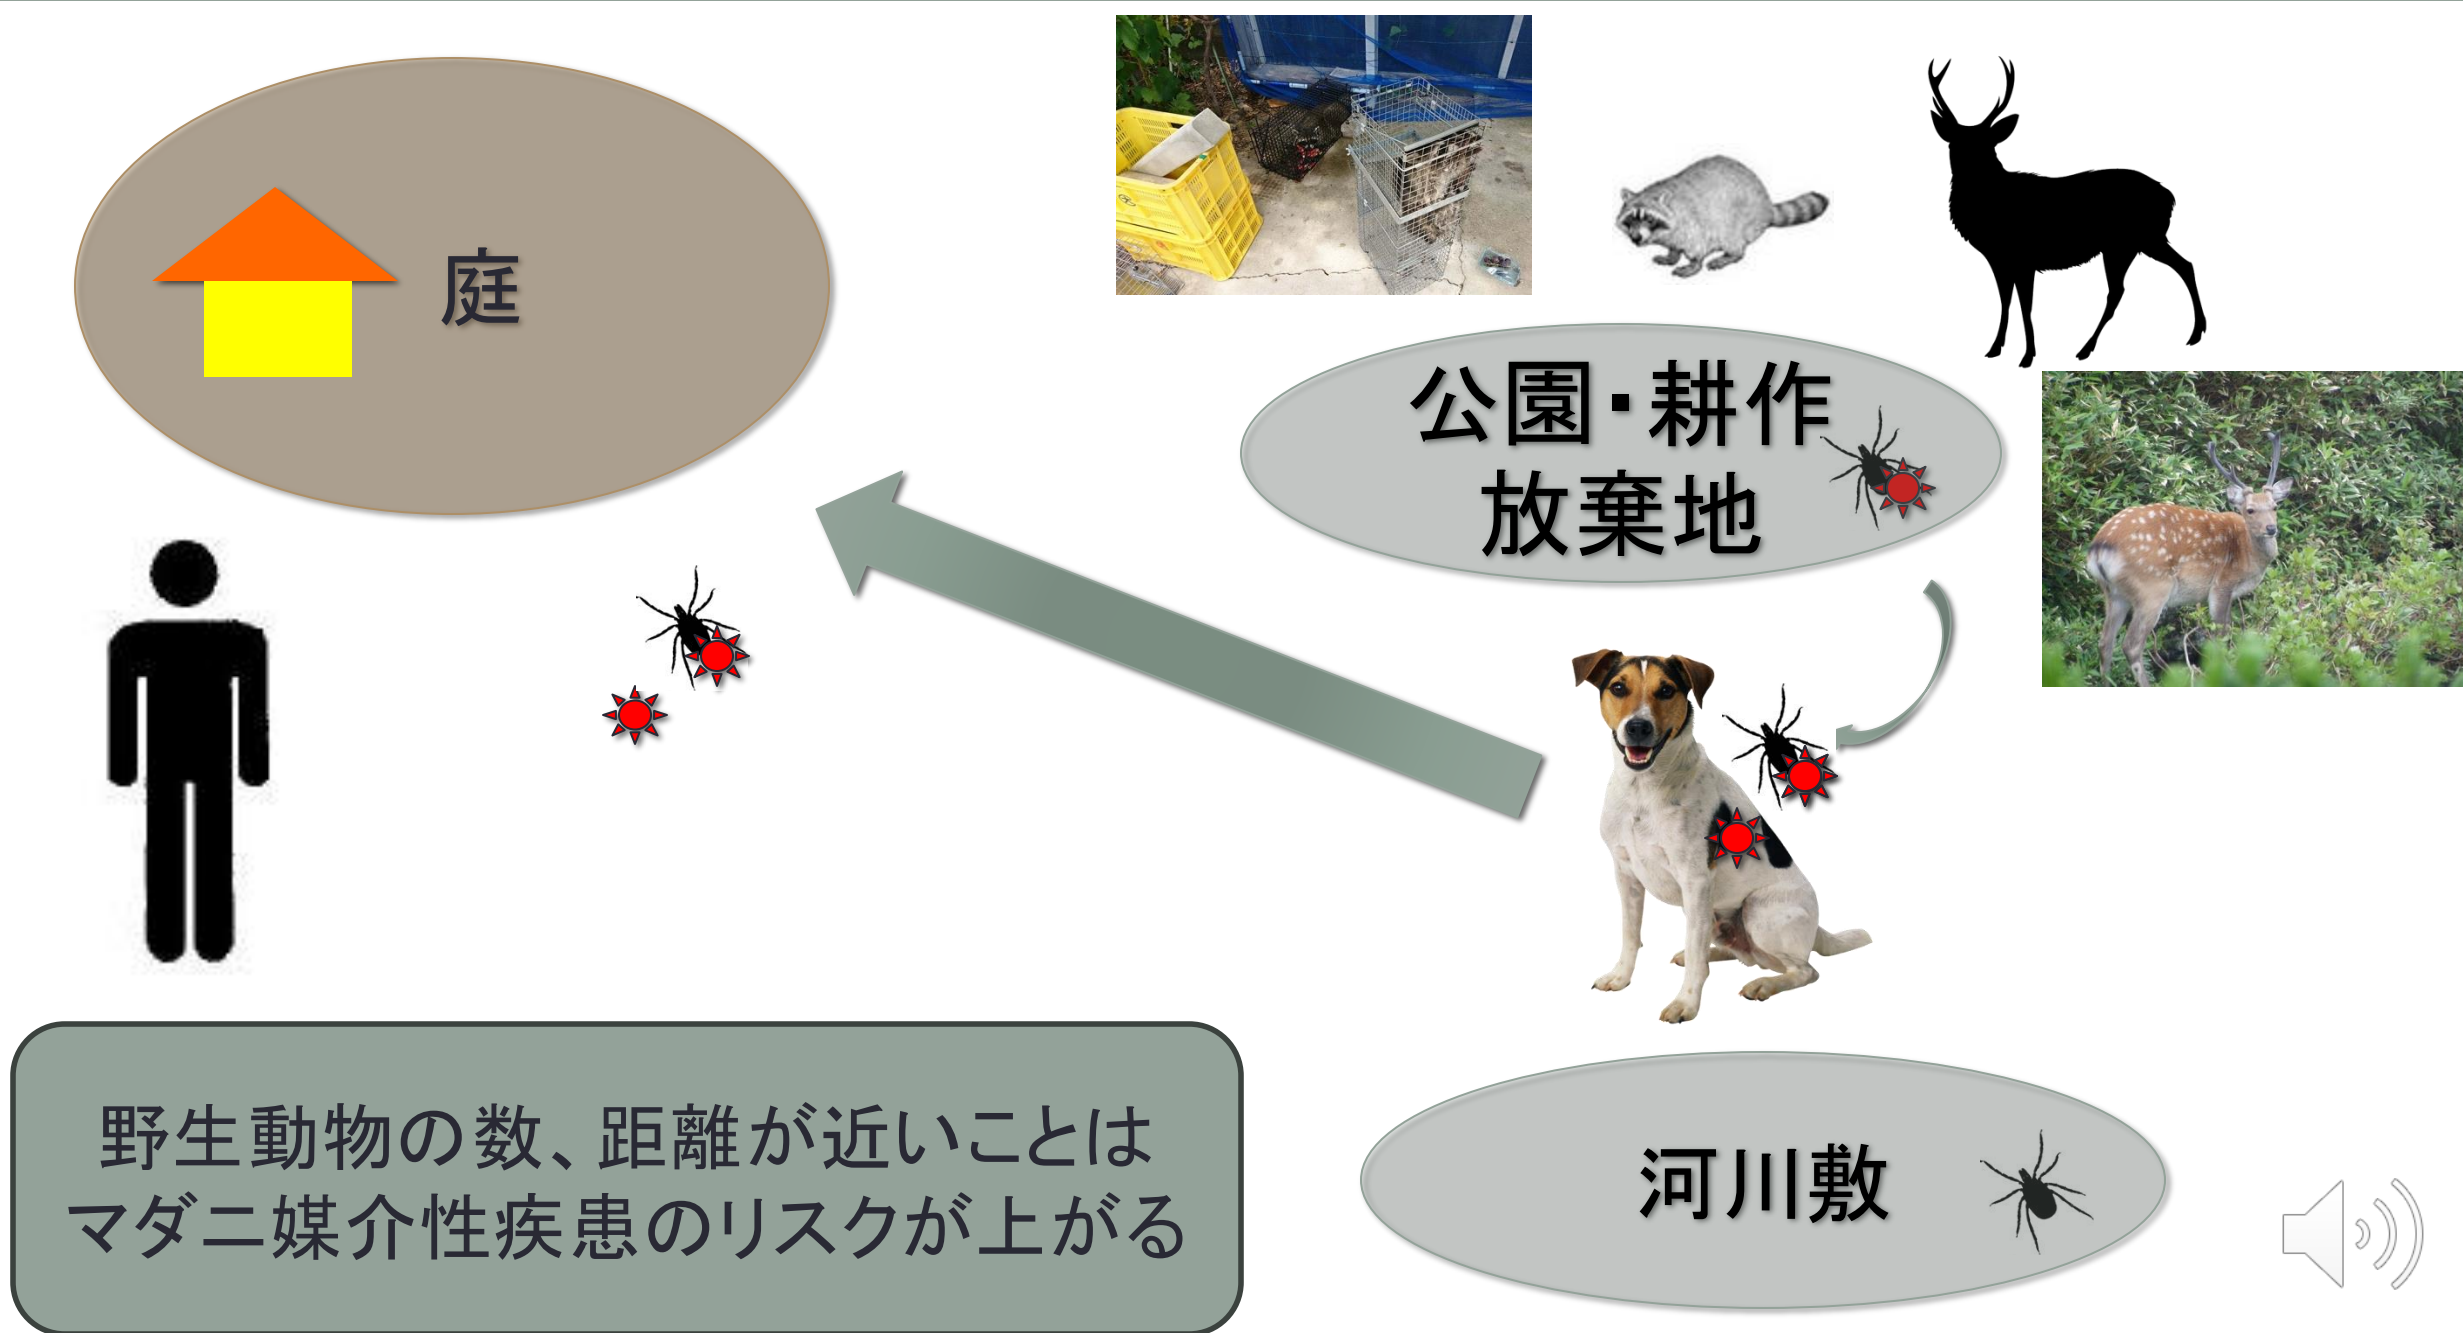 庭
公園・耕作
放棄地
野生動物の数、距離が近いことは
マダニ媒介性疾患のリスクが上がる
河川敷